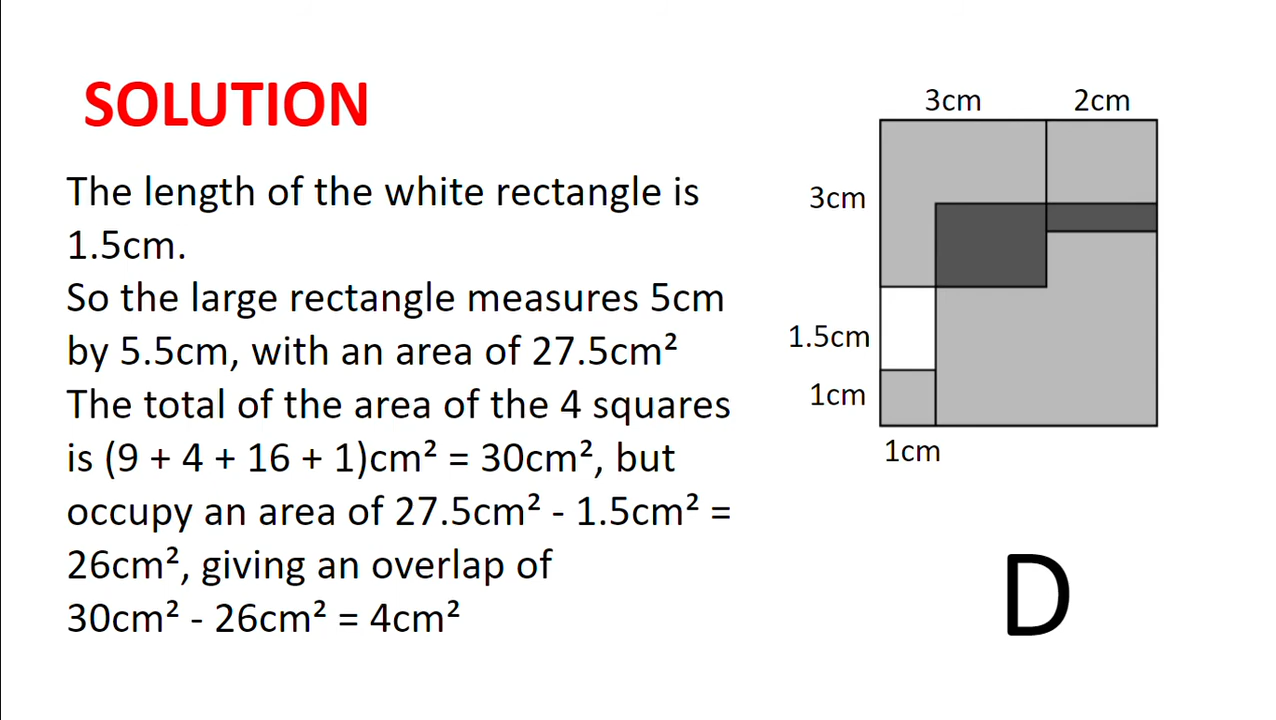 SOLUTION
The length of the white rectangle is
1.5cm.
So the large rectangle measures 5cm
by 5.5cm, with an area of 27.5cm²
The total of the area of the 4 squares
is (9 + 4 + 16 + 1)cm² = 30cm², but
occupy an area of 27.5cm² - 1.5cm² =
26cm², giving an overlap of
30cm² - 26cm² = 4cm²
3cm 2cm
3cm
1.5cm
1cm
1cm
D